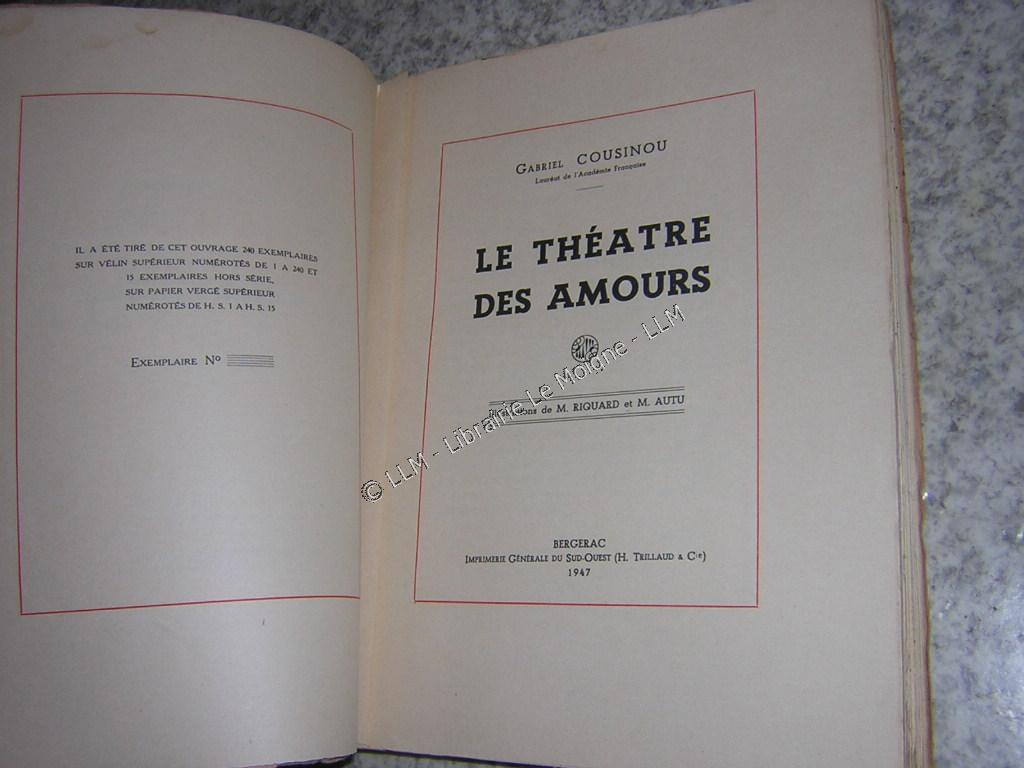 IL A ÉTÉ TIRÉ DE CET OUVRAGE 240 EXEMPLAIRES
SUR VÉLIN SUPÉRIEUR NUMÉROTÉS DE 1 A 240 ET
15 EXEMPLAIRES HORS SÉRIE,
SUR PAPIER VERGÉ SUPÉRIEUR
NUMÉROTÉS DE H. S. 1 A H. S. 15
EXEMPLAIRE No
GABRIEL COUSINOU
Lauréat de l'Académie Française
LE THÉATRE
DES AMOURS
de M. RIQUARD et M. AUTU
BERGERAC
IMPRIMERIE GÉNÉRALE DU SUD-OUEST (H. TRILLAUD & Cie)
1947
© LLM - Librairie Le Moigne - LLM